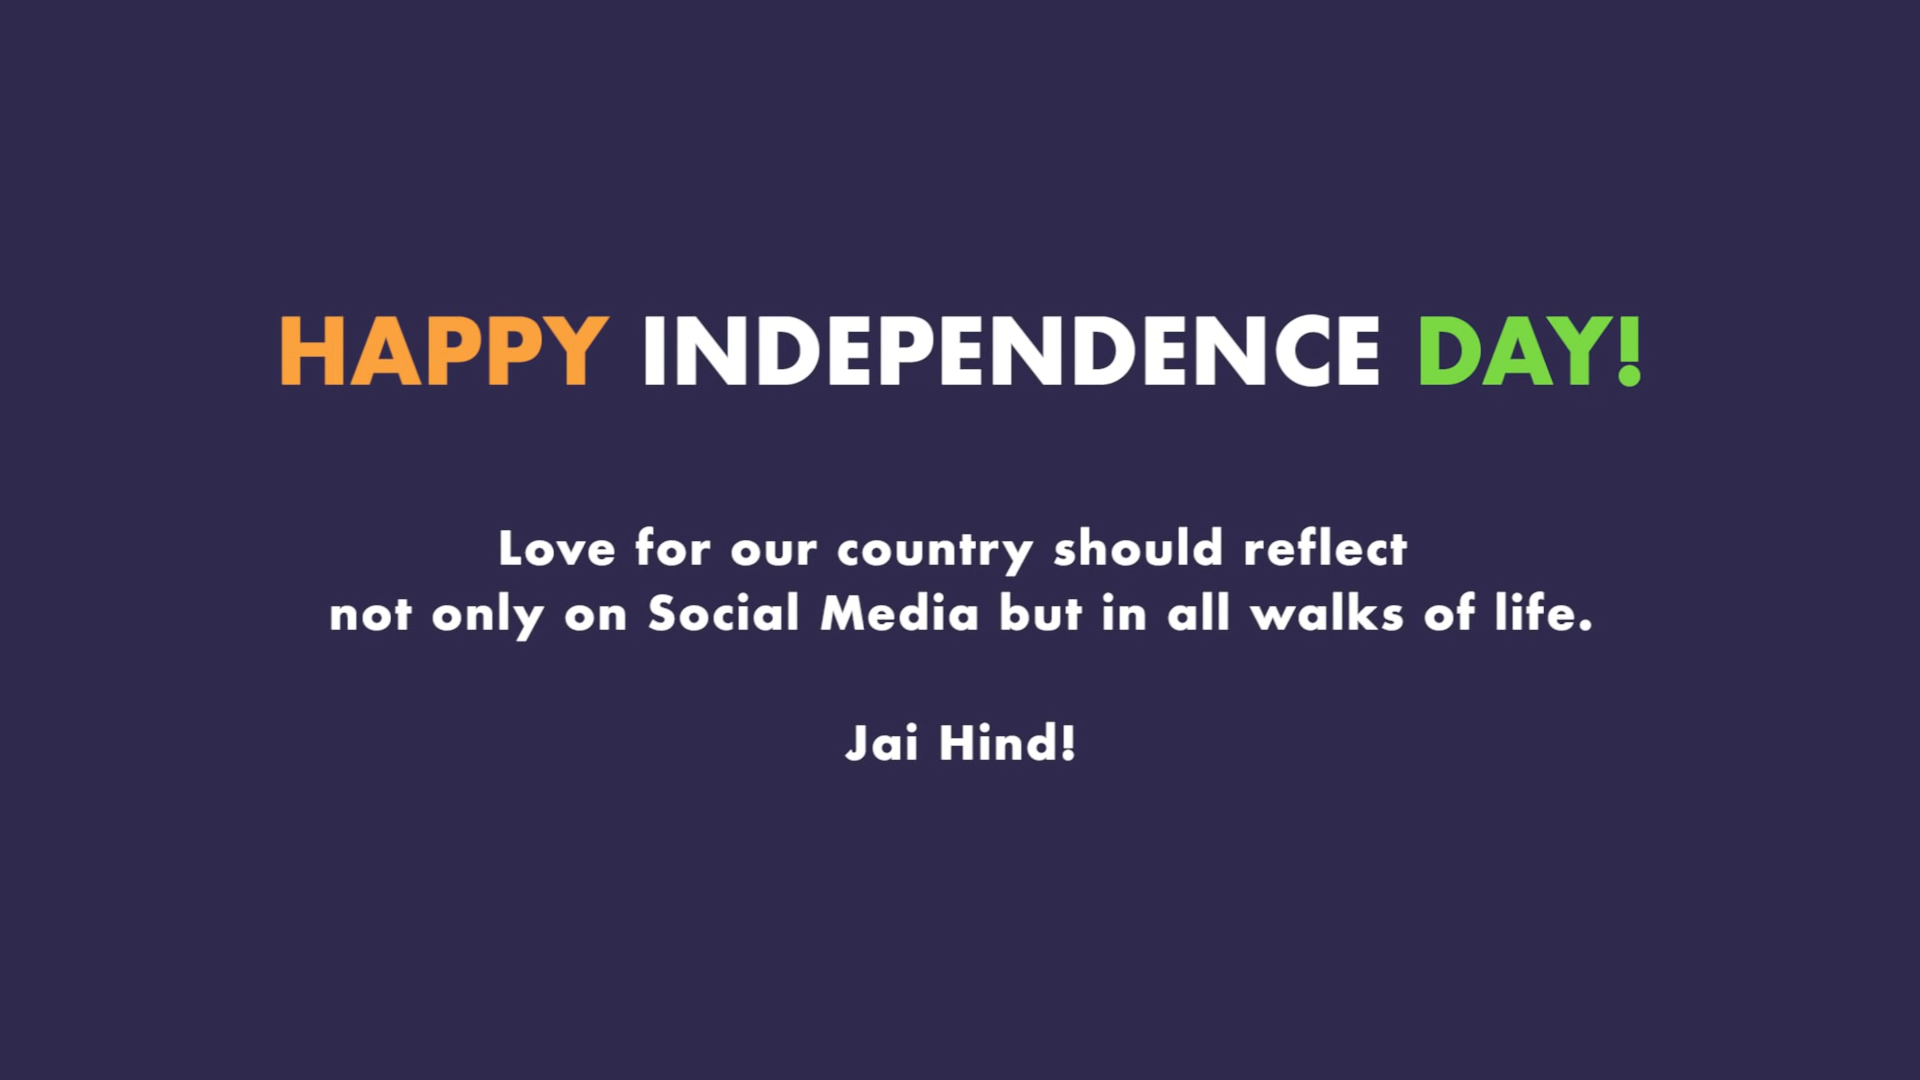 HAPPY INDEPENDENCE DAY!
Love for our country should reflect
not only on Social Media but in all walks of life.
Jai Hind!